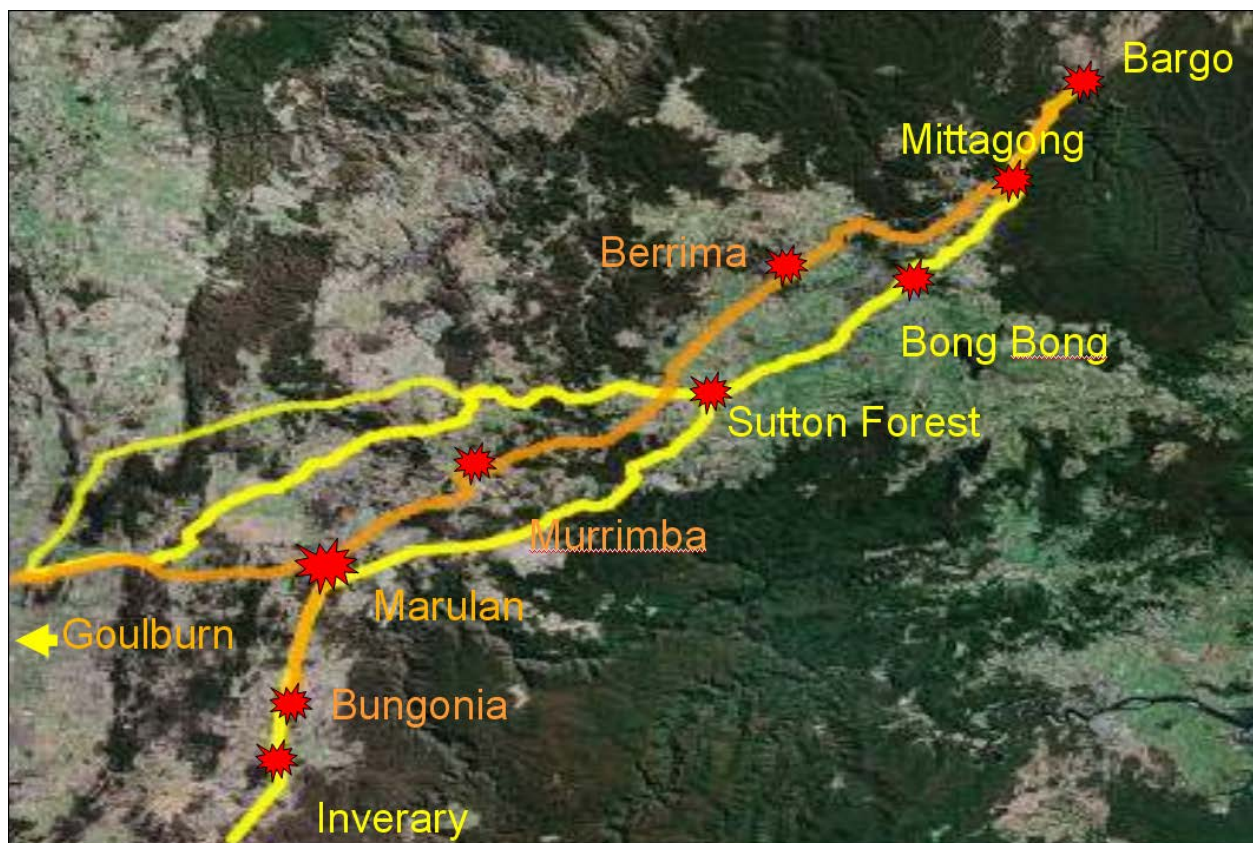 Bargo
Mittagong
Berrima
Bong Bong
Sutton Forest
Murrimba
Marulan
Goulburn
Bungonia
Inverary